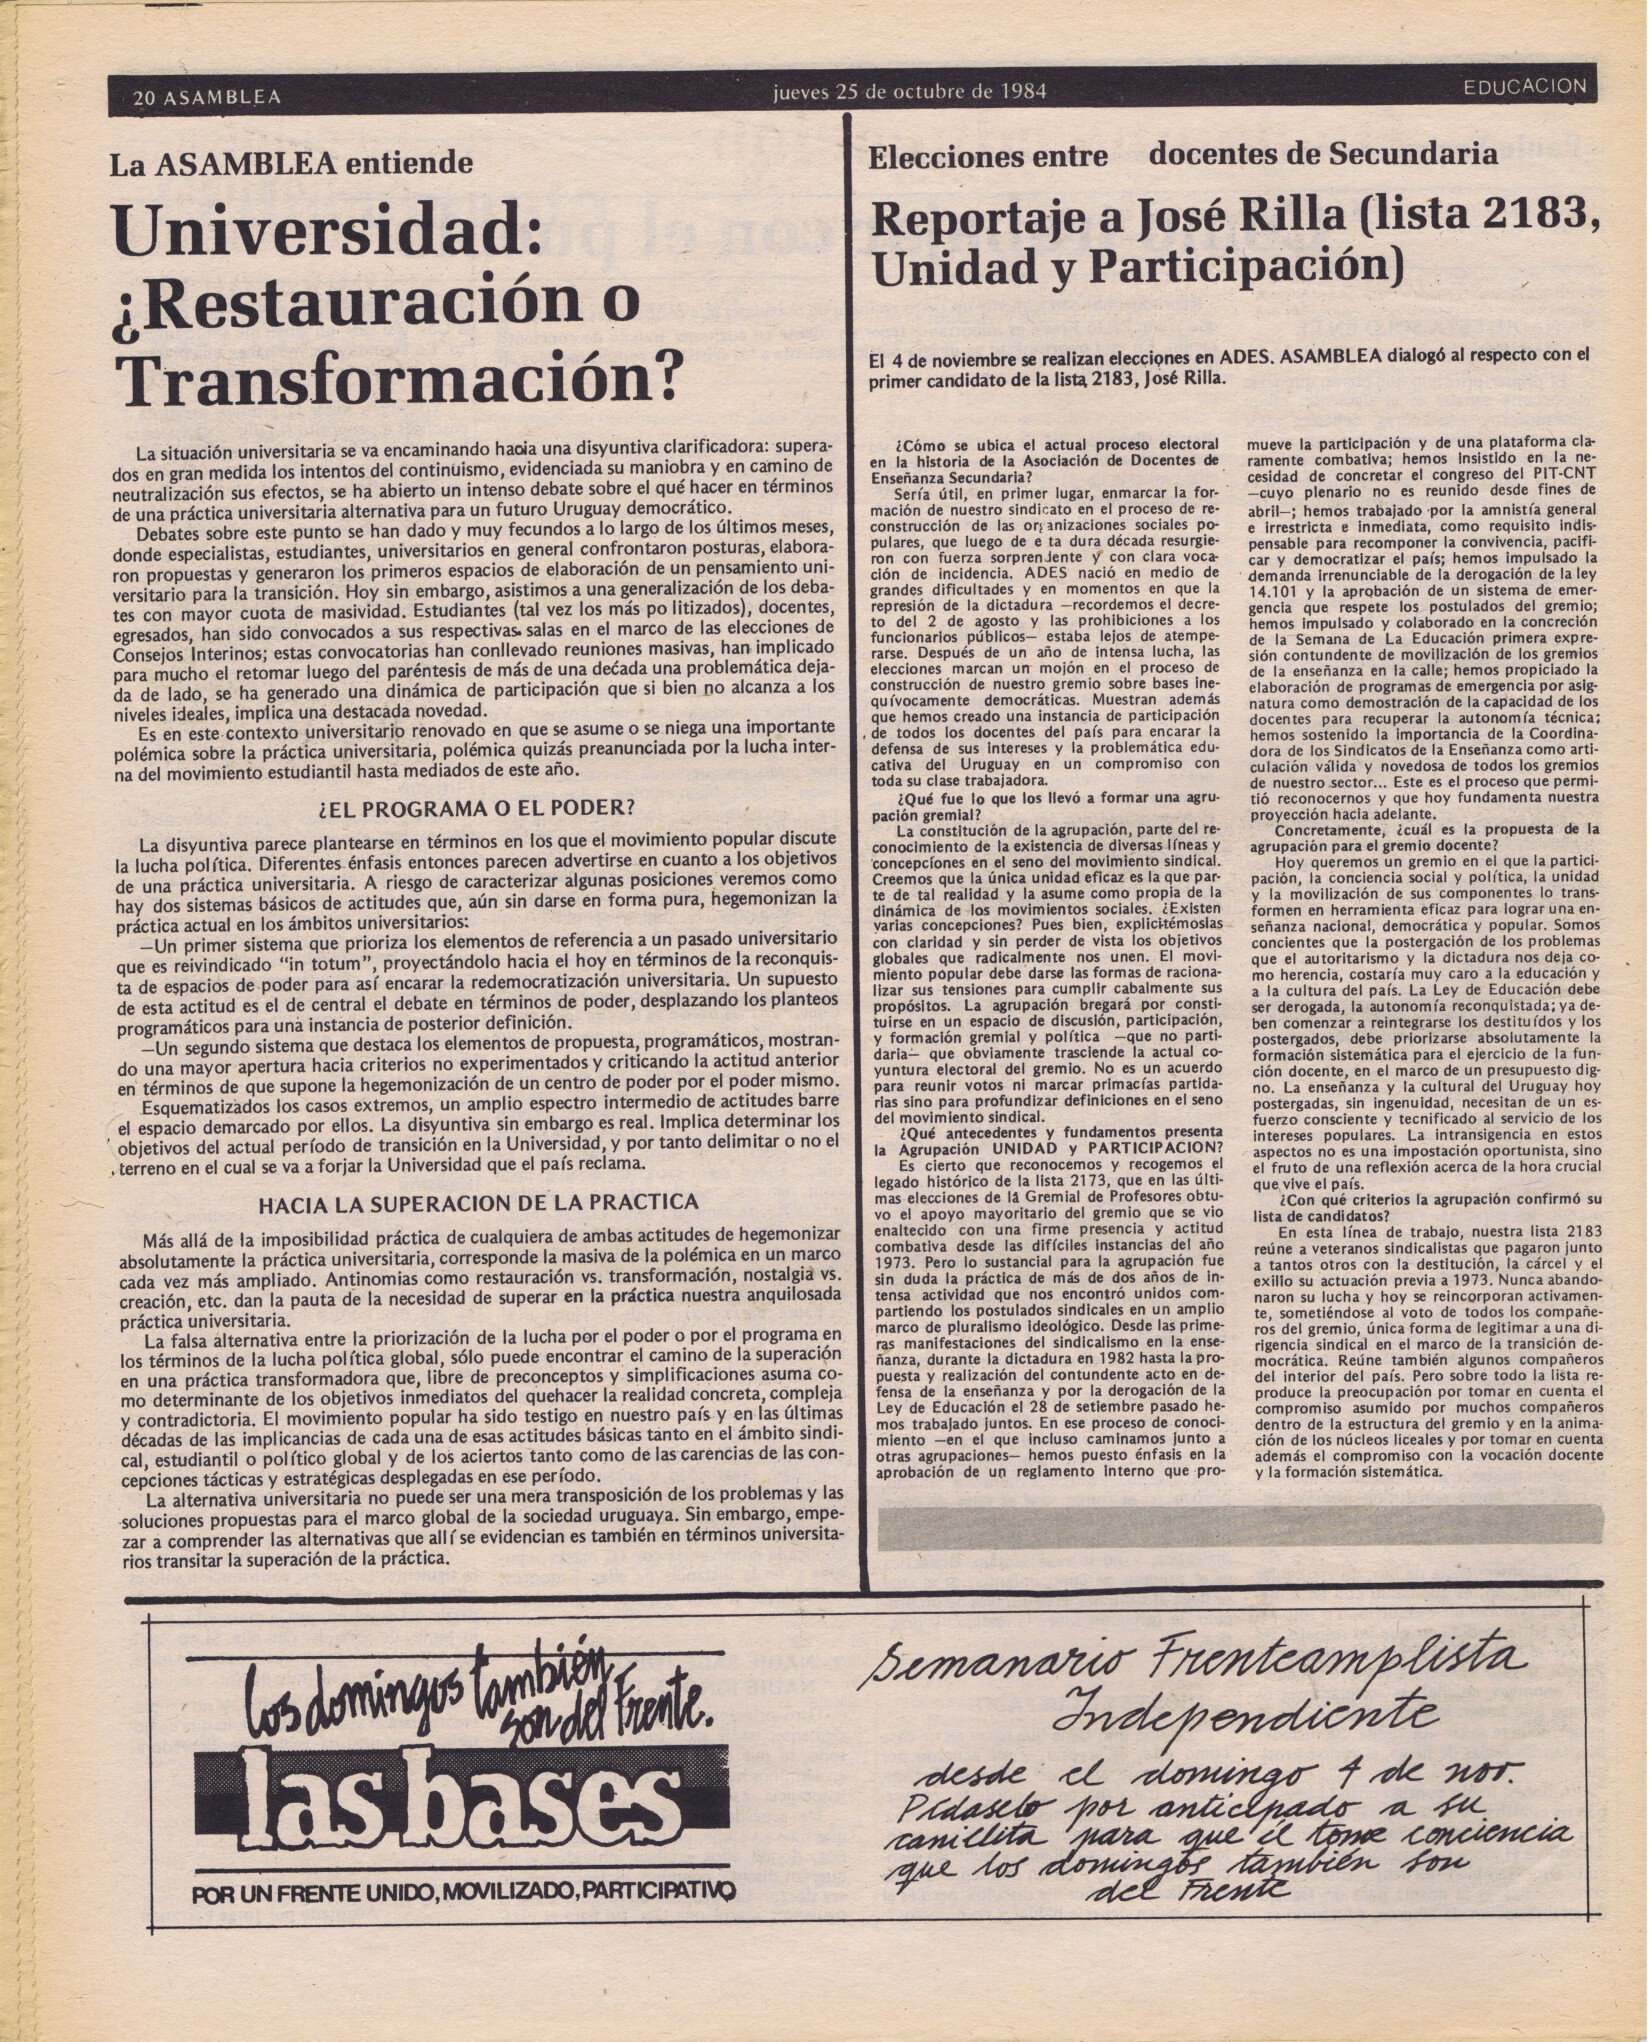 20 ASAMBLEA
jueves 25 de octubre de 1984
EDUCACION
La ASAMBLEA entiende
Universidad:
¿Restauración o
Transformación?
La situación universitaria se va encaminando hacia una disyuntiva clarificadora: supera-
dos en gran medida los intentos del continuismo, evidenciada su maniobra y en camino de
neutralización sus efectos, se ha abierto un intenso debate sobre el qué hacer en términos
de una práctica universitaria alternativa para un futuro Uruguay democrático.
Debates sobre este punto se han dado y muy fecundos a lo largo de los últimos meses,
donde especialistas, estudiantes, universitarios en general confrontaron posturas, elabora-
ron propuestas y generaron los primeros espacios de elaboración de un pensamiento uni-
versitario para la transición. Hoy sin embargo, asistimos a una generalización de los deba-
tes con mayor cuota de masividad. Estudiantes (tal vez los más po litizados), docentes,
egresados, han sido convocados a sus respectivas salas en el marco de las elecciones de
Consejos Interinos; estas convocatorias han conllevado reuniones masivas, han implicado
para mucho el retomar luego del paréntesis de más de una década una problemática deja-
da de lado, se ha generado una dinámica de participación que si bien no alcanza a los
niveles ideales, implica una destacada novedad.
Es en este contexto universitario renovado en que se asume o se niega una importante
polémica sobre la práctica universitaria, polémica quizás preanunciada por la lucha inter-
na del movimiento estudiantil hasta mediados de este año.
¿EL PROGRAMA O EL PODER?
La disyuntiva parece plantearse en términos en los que el movimiento popular discute
la lucha política. Diferentes énfasis entonces parecen advertirse en cuanto a los objetivos
de una práctica universitaria. A riesgo de caracterizar algunas posiciones veremos como
hay dos sistemas básicos de actitudes que, aún sin darse en forma pura, hegemonizan la
práctica actual en los ámbitos universitarios:
—Un primer sistema que prioriza los elementos de referencia a un pasado universitario
que es reivindicado “in totum”, proyectándolo hacia el hoy en términos de la reconquis-
ta de espacios de poder para así encarar la redemocratización universitaria. Un supuesto
de esta actitud es el de central el debate en términos de poder, desplazando los planteos
programáticos para una instancia de posterior definición.
—Un segundo sistema que destaca los elementos de propuesta, programáticos, mostran-
do una mayor apertura hacia criterios no experimentados y criticando la actitud anterior
en términos de que supone la hegemonización de un centro de poder por el poder mismo.
Esquematizados los casos extremos, un amplio espectro intermedio de actitudes barre
el espacio demarcado por ellos. La disyuntiva sin embargo es real. Implica determinar los
objetivos del actual período de transición en la Universidad, y por tanto delimitar o no el
terreno en el cual se va a forjar la Universidad que el país reclama.
HACIA LA SUPERACION DE LA PRACTICA
Más allá de la imposibilidad práctica de cualquiera de ambas actitudes de hegemonizar
absolutamente la práctica universitaria, corresponde la masiva de la polémica en un marco
cada vez más ampliado. Antinomias como restauración vs. transformación, nostalgia vs.
creación, etc. dan la pauta de la necesidad de superar en la práctica nuestra anquilosada
práctica universitaria.
La falsa alternativa entre la priorización de la lucha por el poder o por el programa en
los términos de la lucha política global, sólo puede encontrar el camino de la superación
en una práctica transformadora que, libre de preconceptos y simplificaciones asuma co-
mo determinante de los objetivos inmediatos del quehacer la realidad concreta, compleja
y contradictoria. El movimiento popular ha sido testigo en nuestro país y en las últimas
décadas de las implicancias de cada una de esas actitudes básicas tanto en el ámbito sindi-
cal, estudiantil o político global y de los aciertos tanto como de las carencias de las con-
cepciones tácticas y estratégicas desplegadas en ese período.
La alternativa universitaria no puede ser una mera transposición de los problemas y las
soluciones propuestas para el marco global de la sociedad uruguaya. Sin embargo, empe-
zar a comprender las alternativas que allí se evidencian es también en términos universita-
rios transitar la superación de la práctica.
Elecciones entre docentes de Secundaria
Reportaje a José Rilla (lista 2183,
Unidad y Participación)
El 4 de noviembre se realizan elecciones en ADES. ASAMBLEA dialogó al respecto con el
primer candidato de la lista 2183, José Rilla.
¿Cómo se ubica el actual proceso electoral
en la historia de la Asociación de Docentes de
Enseñanza Secundaria?
Sería útil, en primer lugar, enmarcar la for-
mación de nuestro sindicato en el proceso de re-
construcción de las organizaciones sociales po-
pulares, que luego de e ta dura década resurgie-
ron con fuerza sorprendente y con clara voca-
ción de incidencia. ADES nació en medio de
grandes dificultades y en momentos en que la
represión de la dictadura —recordemos el decre-
to del 2 de agosto y las prohibiciones a los
funcionarios públicos— estaba lejos de atempe-
rarse. Después de un año de intensa lucha, las
elecciones marcan un mojón en el proceso de
construcción de nuestro gremio sobre bases ine-
quívocamente democráticas. Muestran además
que hemos creado una instancia de participación
de todos los docentes del país para encarar la
defensa de sus intereses y la problemática edu-
cativa del Uruguay en un compromiso con
toda su clase trabajadora.
¿Qué fue lo que los llevó a formar una agru-
pación gremial?
La constitución de la agrupación, parte del re-
conocimiento de la existencia de diversas líneas y
concepciones en el seno del movimiento sindical.
Creemos que la única unidad eficaz es la que par-
te de tal realidad y la asume como propia de la
dinámica de los movimientos sociales. ¿Existen
varias concepciones? Pues bien, explicitémoslas
con claridad y sin perder de vista los objetivos
globales que radicalmente nos unen. El movi-
miento popular debe darse las formas de raciona-
lizar sus tensiones para cumplir cabalmente sus
propósitos. La agrupación bregará por consti-
tuirse en un espacio de discusión, participación,
y formación gremial y política —que no parti-
daria— que obviamente trasciende la actual co-
yuntura electoral del gremio. No es un acuerdo
para reunir votos ni marcar primacías partida-
rias sino para profundizar definiciones en el seno
del movimiento sindical.
¿Qué antecedentes y fundamentos presenta
la Agrupación UNIDAD y PARTICIPACION?
Es cierto que reconocemos y recogemos el
legado histórico de la lista 2173, que en las últi-
mas elecciones de la Gremial de Profesores obtu-
vo el apoyo mayoritario del gremio que se vio
enaltecido con una firme presencia y actitud
combativa desde las difíciles instancias del año
1973. Pero lo sustancial para la agrupación fue
sin duda la práctica de más de dos años de in-
tensa actividad que nos encontró unidos com-
partiendo los postulados sindicales en un amplio
marco de pluralismo ideológico. Desde las prime-
ras manifestaciones del sindicalismo en la ense-
ñanza, durante la dictadura en 1982 hasta la pro-
puesta y realización del contundente acto en de-
fensa de la enseñanza y por la derogación de la
Ley de Educación el 28 de setiembre pasado he-
mos trabajado juntos. En ese proceso de conoci-
miento —en el que incluso caminamos junto a
otras agrupaciones— hemos puesto énfasis en la
aprobación de un reglamento interno que pro-
mueve la participación y de una plataforma cla-
ramente combativa; hemos insistido en la ne-
cesidad de concretar el congreso del PIT-CNT
—cuyo plenario no es reunido desde fines de
abril—; hemos trabajado por la amnistía general
e irrestricta e inmediata, como requisito indis-
pensable para recomponer la convivencia, pacifi-
car y democratizar el país; hemos impulsado la
demanda irrenunciable de la derogación de la ley
14.101 y la aprobación de un sistema de emer-
gencia que respete los postulados del gremio;
hemos impulsado y colaborado en la concreción
de la Semana de La Educación primera expre-
sión contundente de movilización de los gremios
de la enseñanza en la calle; hemos propiciado la
elaboración de programas de emergencia por asig-
natura como demostración de la capacidad de los
docentes para recuperar la autonomía técnica;
hemos sostenido la importancia de la Coordina-
dora de los Sindicatos de la Enseñanza como arti-
culación válida y novedosa de todos los gremios
de nuestro sector... Este es el proceso que permi-
tió reconocernos y que hoy fundamenta nuestra
proyección hacia adelante.
Concretamente, ¿cuál es la propuesta de la
agrupación para el gremio docente?
Hoy queremos un gremio en el que la partici-
pación, la conciencia social y política, la unidad
y la movilización de sus componentes lo trans-
formen en herramienta eficaz para lograr una en-
señanza nacional, democrática y popular. Somos
concientes que la postergación de los problemas
que el autoritarismo y la dictadura nos deja co-
mo herencia, costaría muy caro a la educación y
a la cultura del país. La Ley de Educación debe
ser derogada, la autonomía reconquistada; ya de-
ben comenzar a reintegrarse los destituídos y los
postergados, debe priorizarse absolutamente la
formación sistemática para el ejercicio de la fun-
ción docente, en el marco de un presupuesto dig-
no. La enseñanza y la cultural del Uruguay hoy
postergadas, sin ingenuidad, necesitan de un es-
fuerzo consciente y tecnificado al servicio de los
intereses populares. La intransigencia en estos
aspectos no es una impostación oportunista, sino
el fruto de una reflexión acerca de la hora crucial
que vive el país.
¿Con qué criterios la agrupación confirmó su
lista de candidatos?
En esta línea de trabajo, nuestra lista 2183
reúne a veteranos sindicalistas que pagaron junto
a tantos otros con la destitución, la cárcel y el
exilio su actuación previa a 1973. Nunca abando-
naron su lucha y hoy se reincorporan activamen-
te, sometiéndose al voto de todos los compañe-
ros del gremio, única forma de legitimar a una di-
rigencia sindical en el marco de la transición de-
mocrática. Reúne también algunos compañeros
del interior del país. Pero sobre todo la lista re-
produce la preocupación por tomar en cuenta el
compromiso asumido por muchos compañeros
dentro de la estructura del gremio y en la anima-
ción de los núcleos liceales y por tomar en cuenta
además el compromiso con la vocación docente
y la formación sistemática.
los domingos también
son del Frente.
las bases
POR UN FRENTE UNIDO, MOVILIZADO, PARTICIPATIVO
Semanario Frenteamplista
Independiente
desde el domingo 4 de nov.
Pídaselo por anticipado a su
canillita para que él tome conciencia
que los domingos también son
del Frente